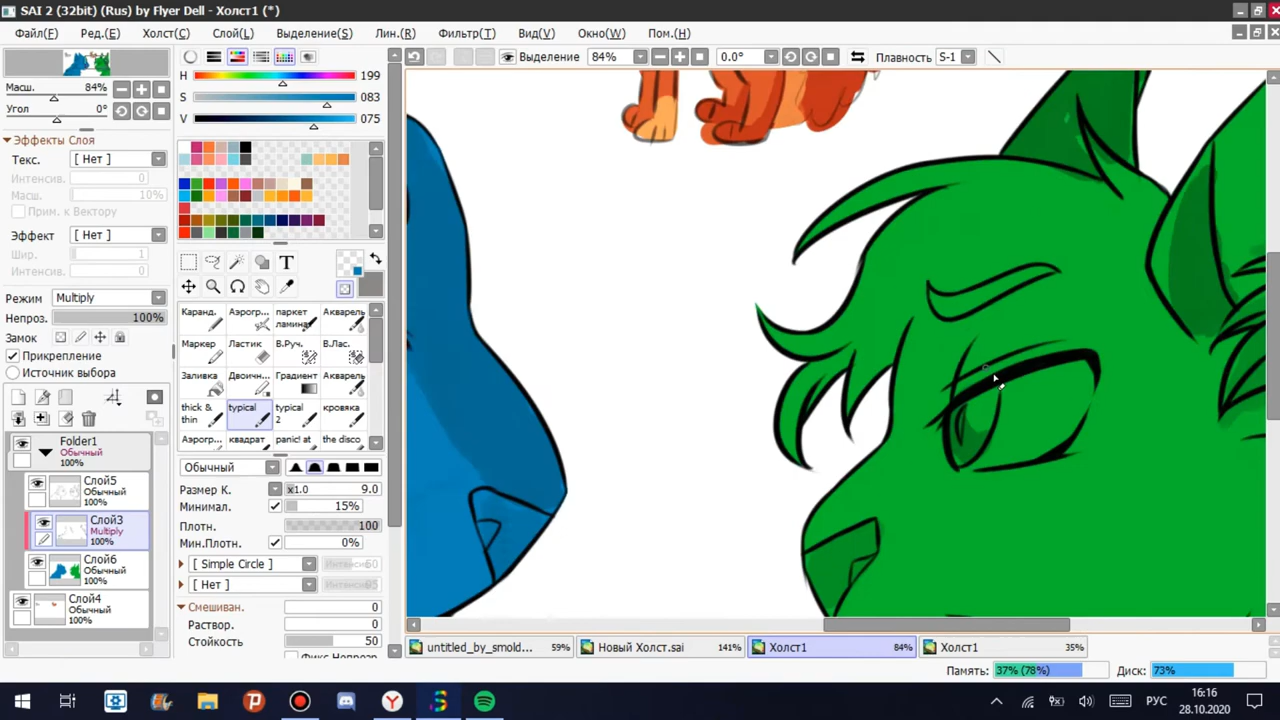 SAI 2 (32bit) (Rus) by Flyer Dell - Холст1 (*)
Файл(F) Ред.(E) Холст(C) Слой(L) Выделение(S) Лин.(R) Фильтр(T) Вид(V) Окно(W) Пом.(H)
Выделение 84% 0.0° Плавность S-1
Масш. 84%
Угол 0°
Эффекты Слоя
Текс. [ Нет ]
Интенсив. 0
Масш. 10%
Прим. к Вектору
Эффект [ Нет ]
Шир. 1
Интенсив. 0
Режим Multiply
Непроз. 100%
Замок
Прикрепление
Источник выбора
Folder1
Обычный
100%
Слой5
Обычный
100%
Слой3
Multiply
100%
Слой6
Обычный
100%
Слой4
Обычный
100%
H 199
S 083
V 075
T
Каранд. Аэрогр... паркет ламина Акварель
Маркер Ластик В.Руч. В.Лас.
Заливка Двоичн... Градиент Акварель
thick & thin typical typical 2 кровяка
Аэрогр... квадрат panic! at the disco
Обычный
Размер К. x1.0 9.0
Минимал. 15%
Плотн. 100
Мин.Плотн. 0%
[ Simple Circle ] Интенсив 50
[ Нет ]
Смешиван. 0
Раствор. 0
Стойкость 50
untitled_by_smold... 59% Новый Холст.sai 141% Холст1 84% Холст1 35%
Память: 37% (78%) Диск: 73%
РУС
16:16
28.10.2020